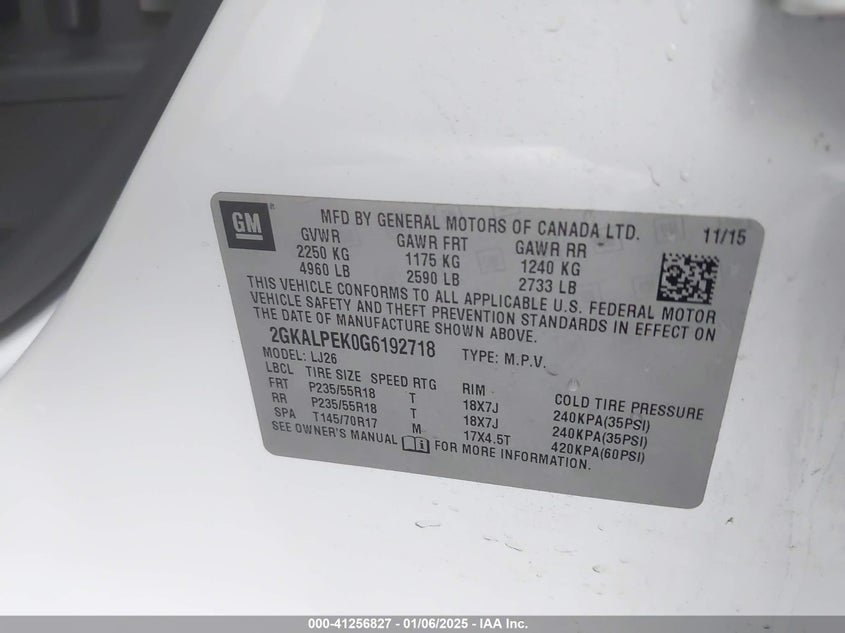 GM
MFD BY GENERAL MOTORS OF CANADA LTD. 11/15
GVWR GAWR FRT GAWR RR
2250 KG 1175 KG 1240 KG
4960 LB 2590 LB 2733 LB
THIS VEHICLE CONFORMS TO ALL APPLICABLE U.S. FEDERAL MOTOR
VEHICLE SAFETY AND THEFT PREVENTION STANDARDS IN EFFECT ON
THE DATE OF MANUFACTURE SHOWN ABOVE.
2GKALPEK0G6192718 TYPE: M.P.V.
MODEL: LJ26
LBCL TIRE SIZE SPEED RTG RIM COLD TIRE PRESSURE
FRT P235/55R18 T 18X7J 240KPA(35PSI)
RR P235/55R18 T 18X7J 240KPA(35PSI)
SPA T145/70R17 M 17X4.5T 420KPA(60PSI)
SEE OWNER'S MANUAL FOR MORE INFORMATION.
000-41256827 - 01/06/2025 - IAA Inc.